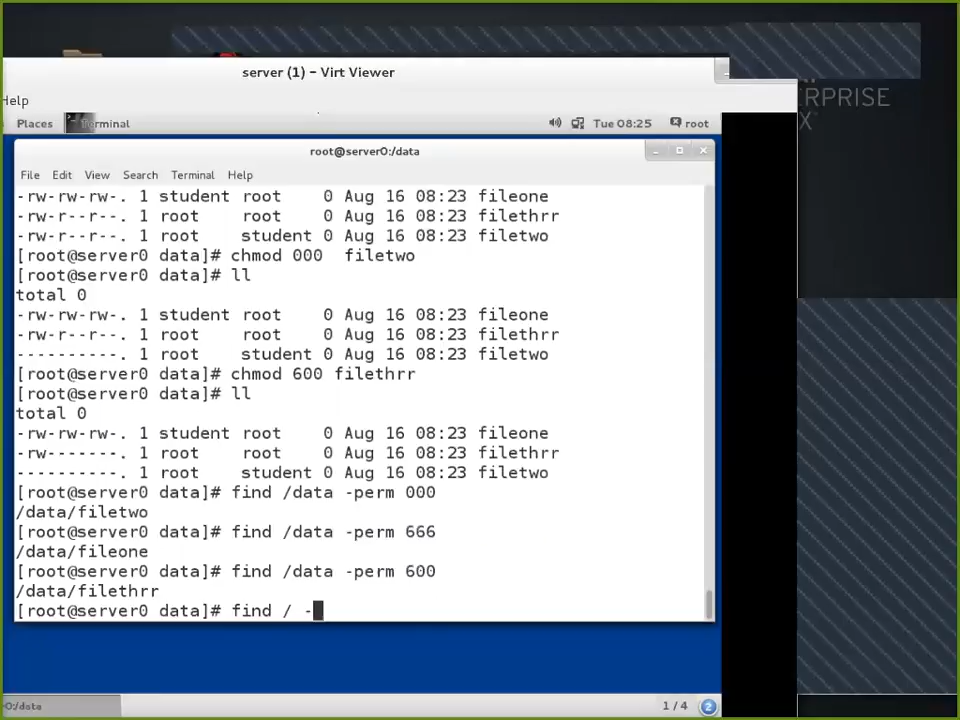 server (1) – Virt Viewer
Help
ERPRISE
X
Places Terminal Tue 08:25 root
root@server0:/data
File Edit View Search Terminal Help
-rw-rw-rw-. 1 student root 0 Aug 16 08:23 fileone
-rw-r--r--. 1 root root 0 Aug 16 08:23 filethrr
-rw-r--r--. 1 root student 0 Aug 16 08:23 filetwo
[root@server0 data]# chmod 000  filetwo
[root@server0 data]# ll
total 0
-rw-rw-rw-. 1 student root 0 Aug 16 08:23 fileone
-rw-r--r--. 1 root root 0 Aug 16 08:23 filethrr
----------. 1 root student 0 Aug 16 08:23 filetwo
[root@server0 data]# chmod 600 filethrr
[root@server0 data]# ll
total 0
-rw-rw-rw-. 1 student root 0 Aug 16 08:23 fileone
-rw-------. 1 root root 0 Aug 16 08:23 filethrr
----------. 1 root student 0 Aug 16 08:23 filetwo
[root@server0 data]# find /data -perm 000
/data/filetwo
[root@server0 data]# find /data -perm 666
/data/fileone
[root@server0 data]# find /data -perm 600
/data/filethrr
[root@server0 data]# find / -
0:/data 1 / 4 2